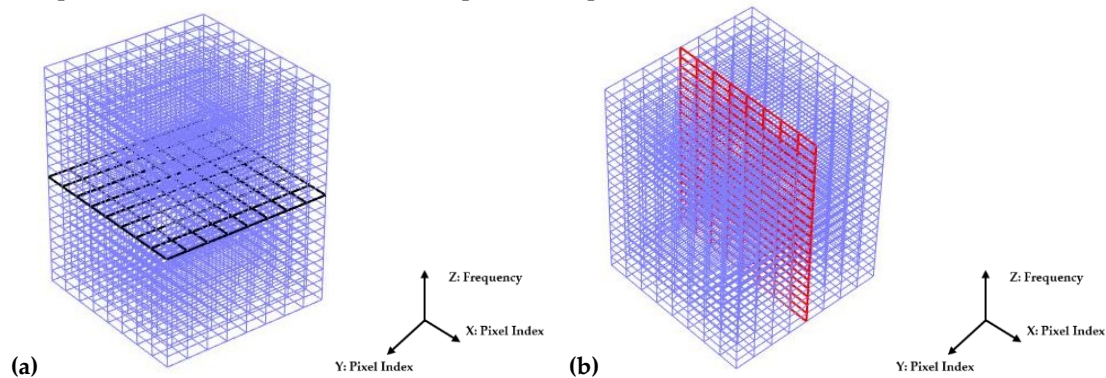 Z: Frequency
X: Pixel Index
Y: Pixel Index
(a)
Z: Frequency
X: Pixel Index
Y: Pixel Index
(b)